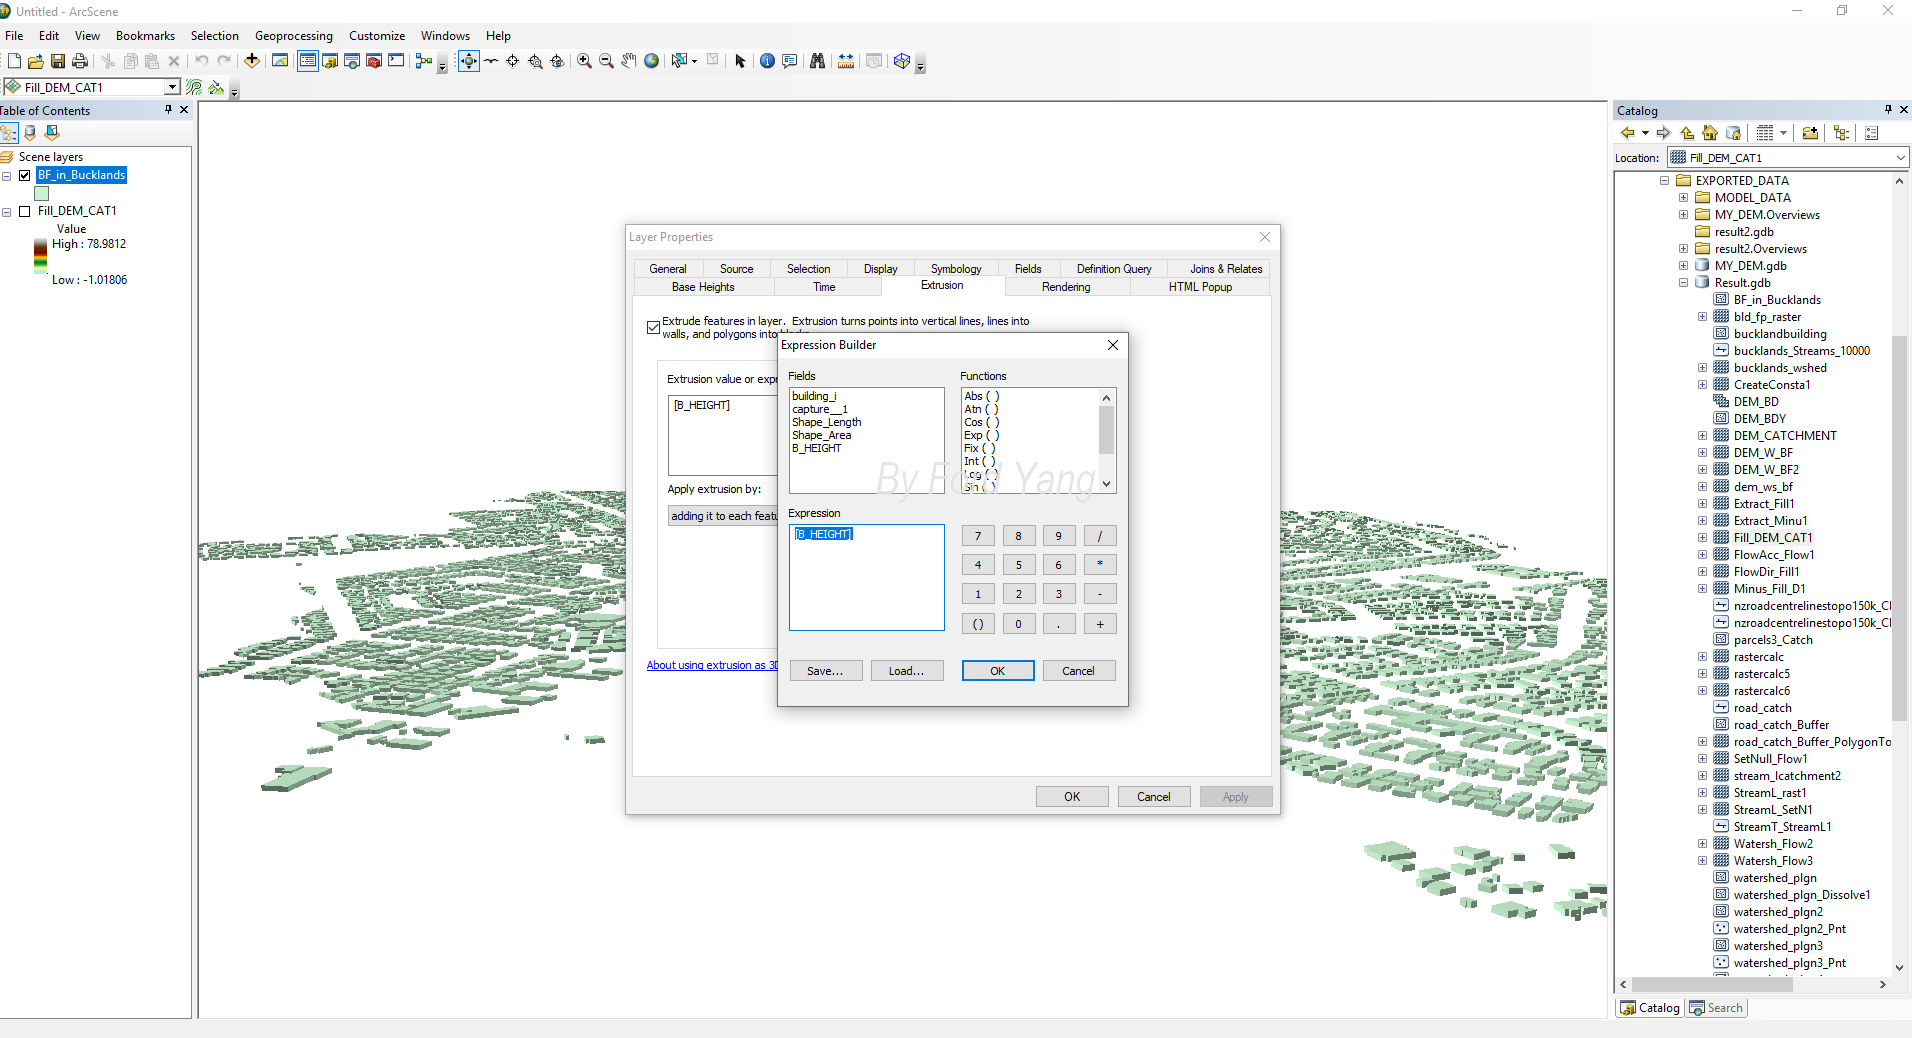 Untitled - ArcScene
File Edit View Bookmarks Selection Geoprocessing Customize Windows Help
Fill_DEM_CAT1
Table of Contents
Scene layers
BF_in_Bucklands
Fill_DEM_CAT1
Value
High : 78.9812
Low : -1.01806
Layer Properties
General Source Selection Display Symbology Fields Definition Query Joins & Relates
Base Heights Time Extrusion Rendering HTML Popup
Extrude features in layer. Extrusion turns points into vertical lines, lines into
walls, and polygons into
Extrusion value or
[B_HEIGHT]
Apply extrusion by:
adding it to each
About using extrusion as
OK Cancel Apply
Expression Builder
Fields
building_i
capture__1
Shape_Length
Shape_Area
B_HEIGHT
Functions
Abs ( )
Atn ( )
Cos ( )
Exp ( )
Fix ( )
Int ( )
Log ( )
Sin ( )
By Ford Yang
Expression
[B_HEIGHT]
7 8 9 /
4 5 6 *
1 2 3 -
( ) 0 . +
Save... Load... OK Cancel
Catalog
Location: Fill_DEM_CAT1
EXPORTED_DATA
MODEL_DATA
MY_DEM.Overviews
result2.gdb
result2.Overviews
MY_DEM.gdb
Result.gdb
BF_in_Bucklands
bld_fp_raster
bucklandbuilding
bucklands_Streams_10000
bucklands_wshed
CreateConsta1
DEM_BD
DEM_BDY
DEM_CATCHMENT
DEM_W_BF
DEM_W_BF2
dem_ws_bf
Extract_Fill1
Extract_Minu1
Fill_DEM_CAT1
FlowAcc_Flow1
FlowDir_Fill1
Minus_Fill_D1
nzroadcentrelinestopo150k_Cl
nzroadcentrelinestopo150k_Cl
parcels3_Catch
rastercalc
rastercalc5
rastercalc6
road_catch
road_catch_Buffer
road_catch_Buffer_PolygonTo
SetNull_Flow1
stream_lcatchment2
StreamL_rast1
StreamL_SetN1
StreamT_StreamL1
Watersh_Flow2
Watersh_Flow3
watershed_plgn
watershed_plgn_Dissolve1
watershed_plgn2
watershed_plgn2_Pnt
watershed_plgn3
watershed_plgn3_Pnt
Catalog Search